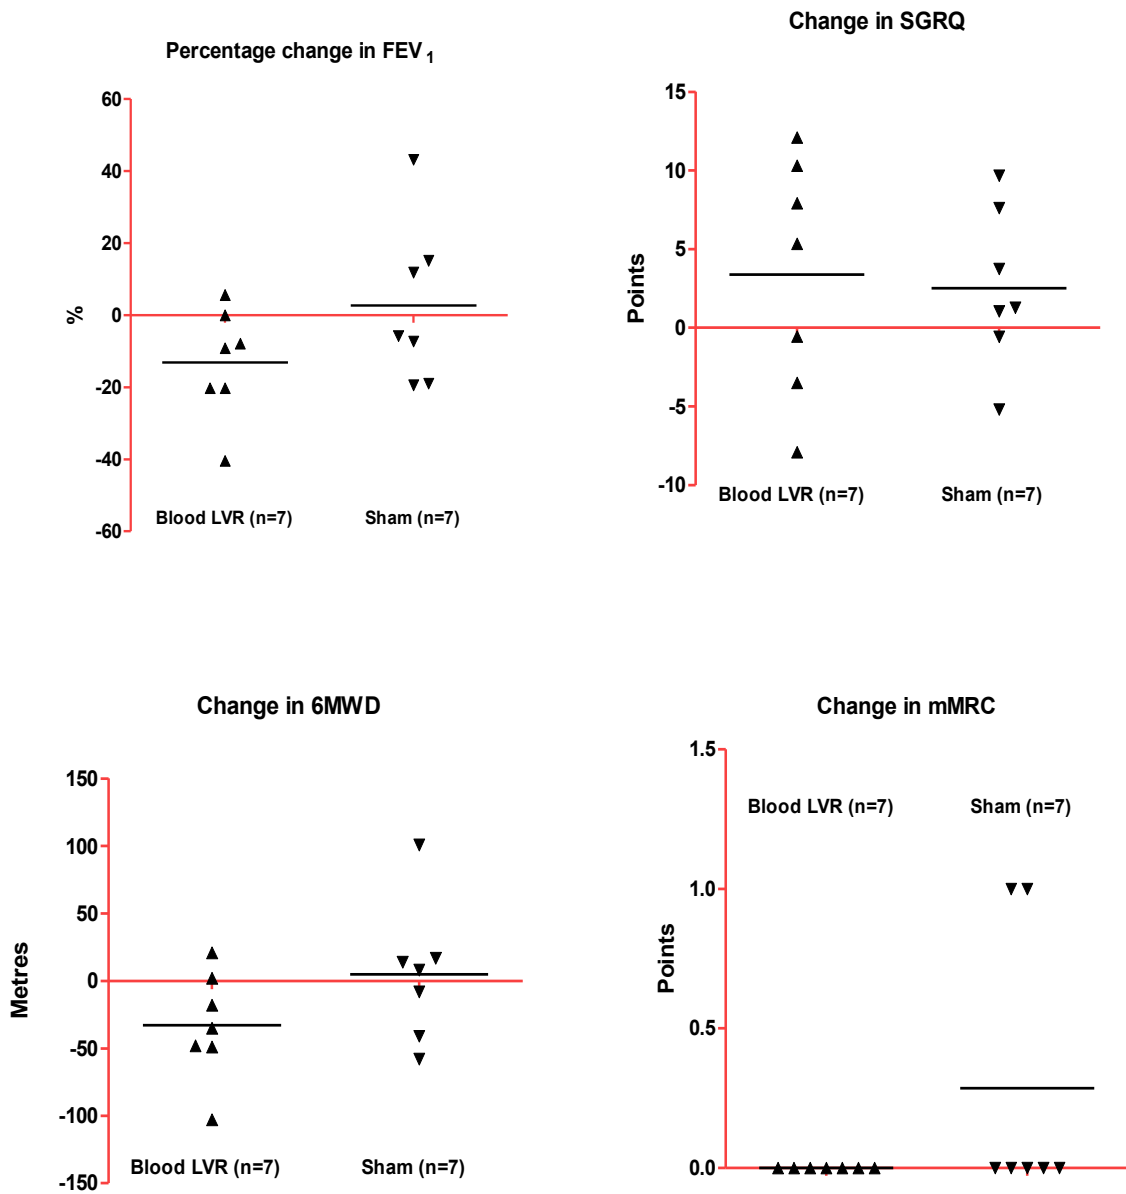 Percentage change in FEV1
60
40
20
0
-20
-40
-60
%
Blood LVR (n=7)
Sham (n=7)
Change in SGRQ
15
10
5
0
-5
-10
Points
Blood LVR (n=7)
Sham (n=7)
Change in 6MWD
150
100
50
0
-50
-100
-150
Metres
Blood LVR (n=7)
Sham (n=7)
Change in mMRC
1.5
1.0
0.5
0.0
Points
Blood LVR (n=7)
Sham (n=7)